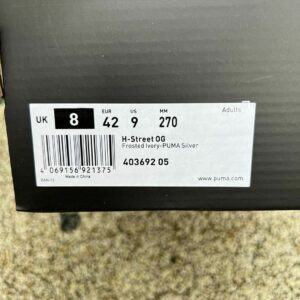 Adults
EUR US MM
UK 8 42 9 270
H-Street OG
Frosted Ivory-PUMA Silver
403692 05
4 069156 921375
Made in China
www.puma.com